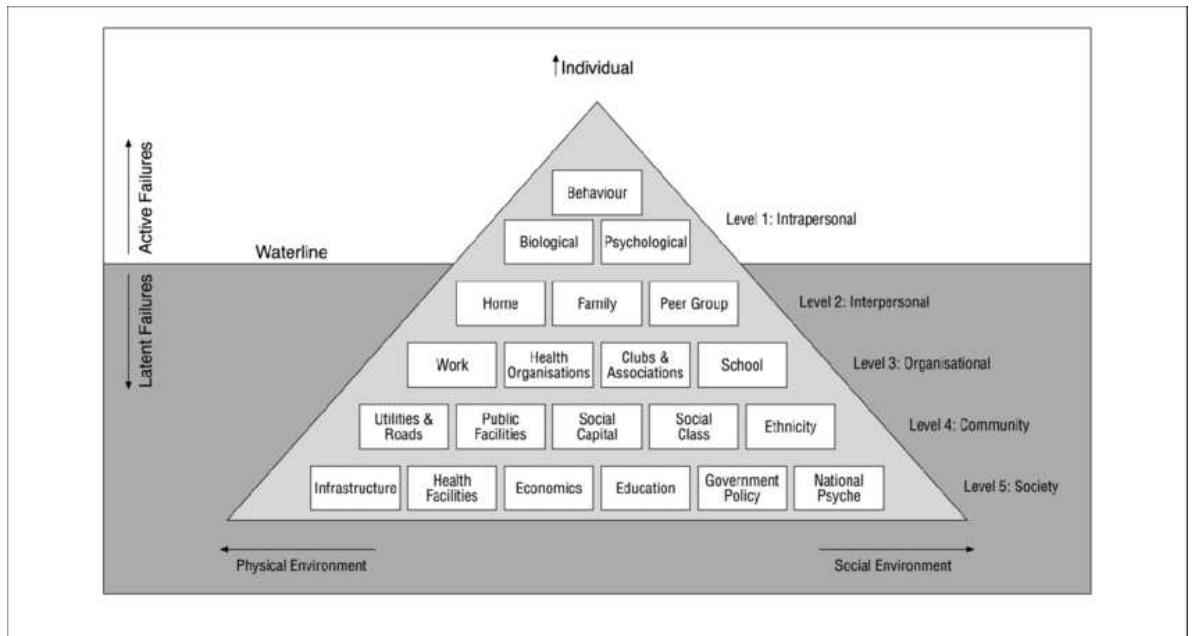 Individual
Active Failures
Behaviour
Level 1: Intrapersonal
Biological
Psychological
Waterline
Latent Failures
Home
Family
Peer Group
Level 2: Interpersonal
Work
Health
Organisations
Clubs &
Associations
School
Level 3: Organisational
Utilities &
Roads
Public
Facilities
Social
Capital
Social
Class
Ethnicity
Level 4: Community
Infrastructure
Health
Facilities
Economics
Education
Government
Policy
National
Psyche
Level 5: Society
Physical Environment
Social Environment